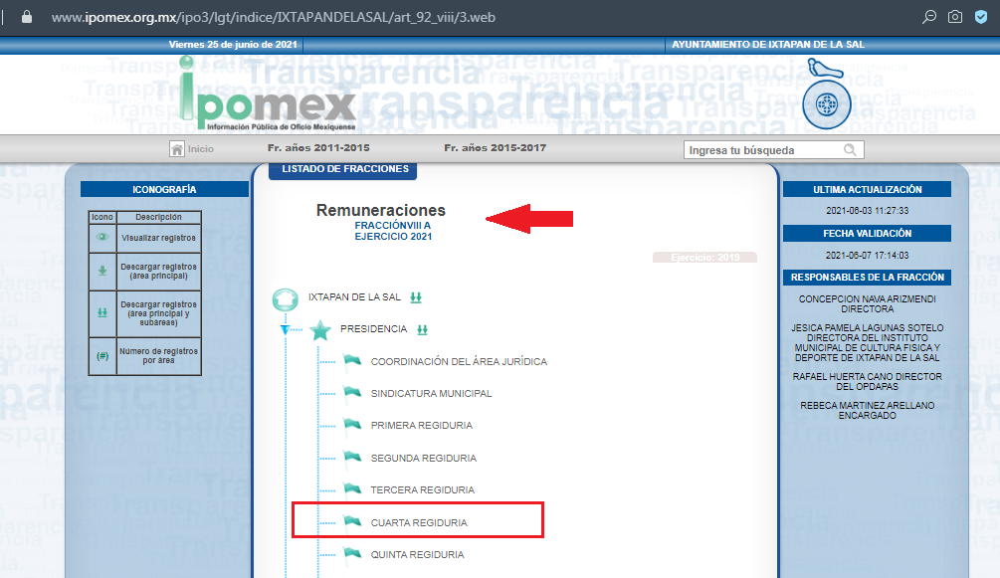 www.ipomex.org.mx/ipo3/lgt/indice/IXTAPANDELASAL/art_92_viii/3.web
Viernes 25 de junio de 2021
AYUNTAMIENTO DE IXTAPAN DE LA SAL
Transparencia
ipomex
Información Pública de Oficio Mexiquense
Inicio
Fr. años 2011-2015
Fr. años 2015-2017
Ingresa tu búsqueda
ICONOGRAFÍA
Icono
Descripción
Visualizar registros
Descargar registros
(área principal)
Descargar registros
(área principal y
subáreas)
(#)
Número de registros
por área
LISTADO DE FRACCIONES
Remuneraciones
FRACCIÓNVIII A
EJERCICIO 2021
Ejercicio: 2019
IXTAPAN DE LA SAL
PRESIDENCIA
COORDINACIÓN DEL ÁREA JURÍDICA
SINDICATURA MUNICIPAL
PRIMERA REGIDURIA
SEGUNDA REGIDURIA
TERCERA REGIDURIA
CUARTA REGIDURIA
QUINTA REGIDURIA
ULTIMA ACTUALIZACIÓN
2021-06-03 11:27:33
FECHA VALIDACIÓN
2021-06-07 17:14:03
RESPONSABLES DE LA FRACCIÓN
CONCEPCION NAVA ARIZMENDI
DIRECTORA
JESICA PAMELA LAGUNAS SOTELO
DIRECTORA DEL INSTITUTO
MUNICIPAL DE CULTURA FISICA Y
DEPORTE DE IXTAPAN DE LA SAL
RAFAEL HUERTA CANO DIRECTOR
DEL OPDAPAS
REBECA MARTINEZ ARELLANO
ENCARGADO